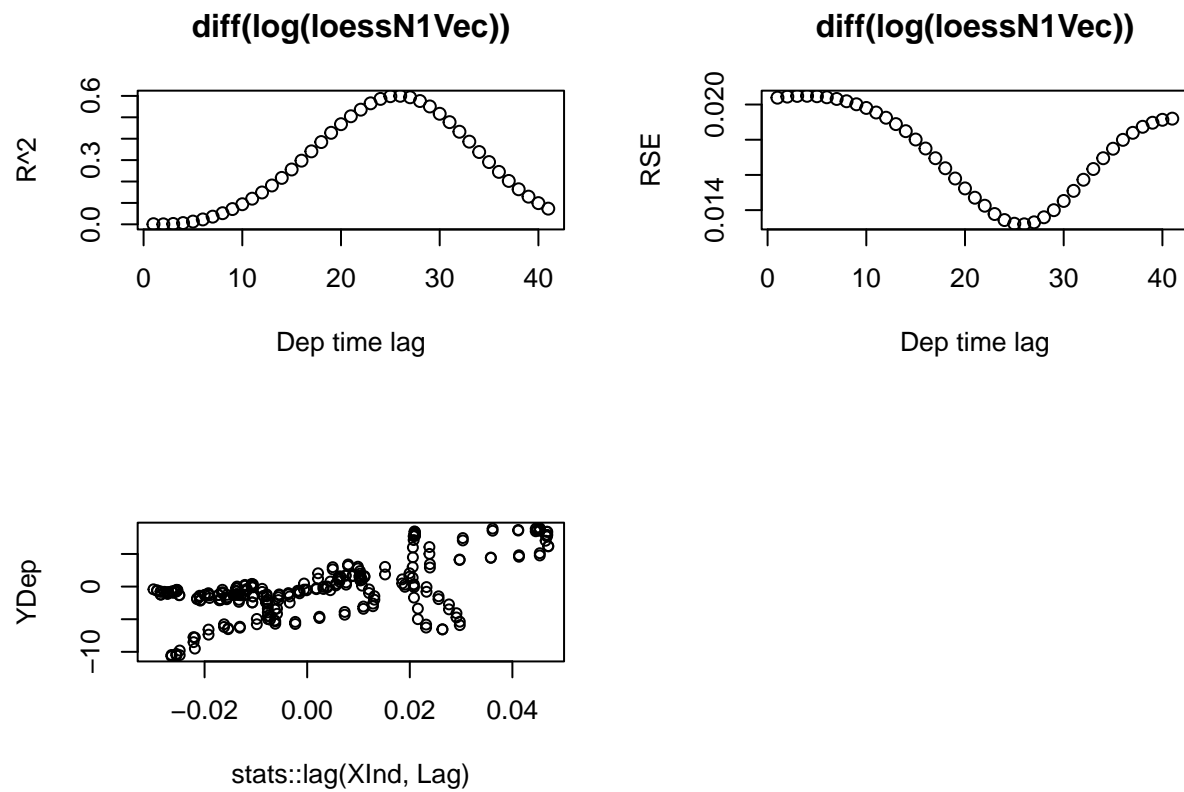 diff(log(loessN1Vec))
R^2
0.0 0.3 0.6
0 10 20 30 40
Dep time lag
diff(log(loessN1Vec))
RSE
0.014 0.020
0 10 20 30 40
Dep time lag
YDep
−10 0
−0.02 0.00 0.02 0.04
stats::lag(XInd, Lag)